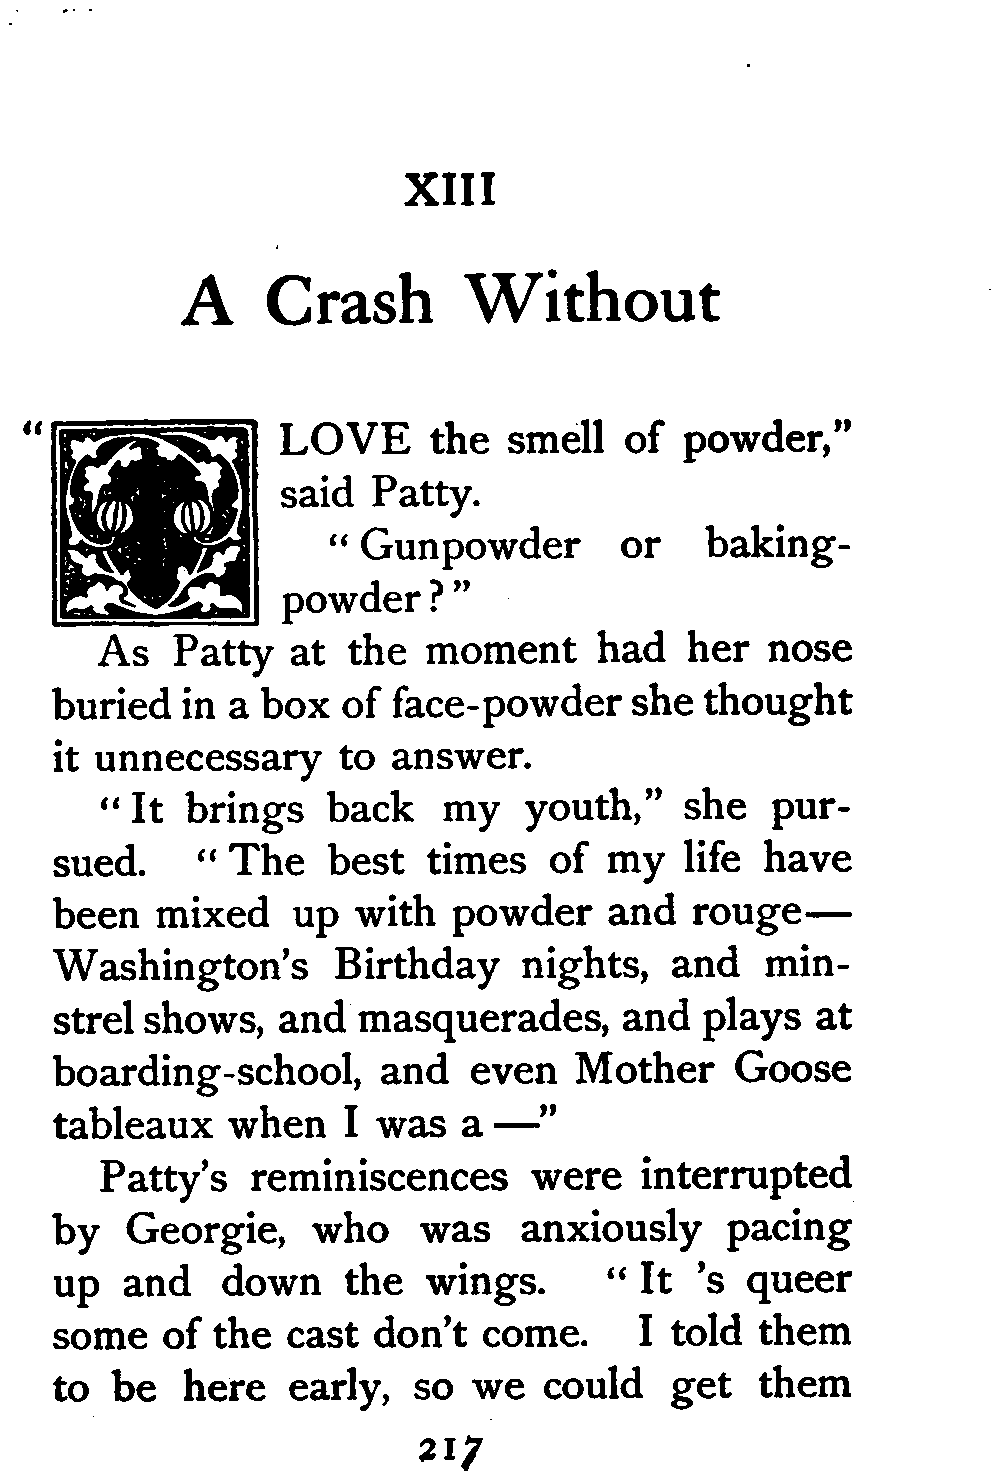 XIII
A Crash Without
“I LOVE the smell of powder,”
said Patty.
“Gunpowder or baking-
powder?”
As Patty at the moment had her nose
buried in a box of face-powder she thought
it unnecessary to answer.
“It brings back my youth,” she pur-
sued. “The best times of my life have
been mixed up with powder and rouge—
Washington's Birthday nights, and min-
strel shows, and masquerades, and plays at
boarding-school, and even Mother Goose
tableaux when I was a —”
Patty's reminiscences were interrupted
by Georgie, who was anxiously pacing
up and down the wings. “It 's queer
some of the cast don't come. I told them
to be here early, so we could get them
217